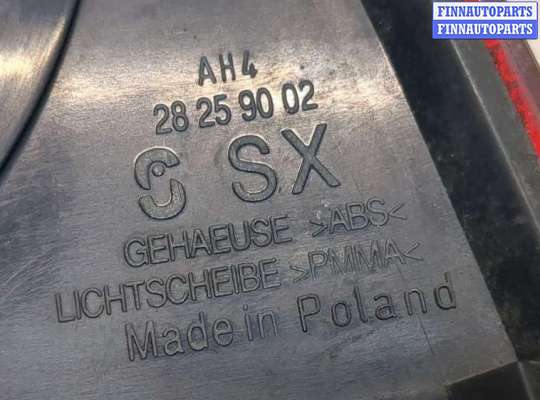 FINNAUTOPARTS
FINNAUTOPARTS
AH4
28 25 90 02
SX
GEHAEUSE >ABS<
LICHTSCHEIBE >PMMA<
Made in Poland